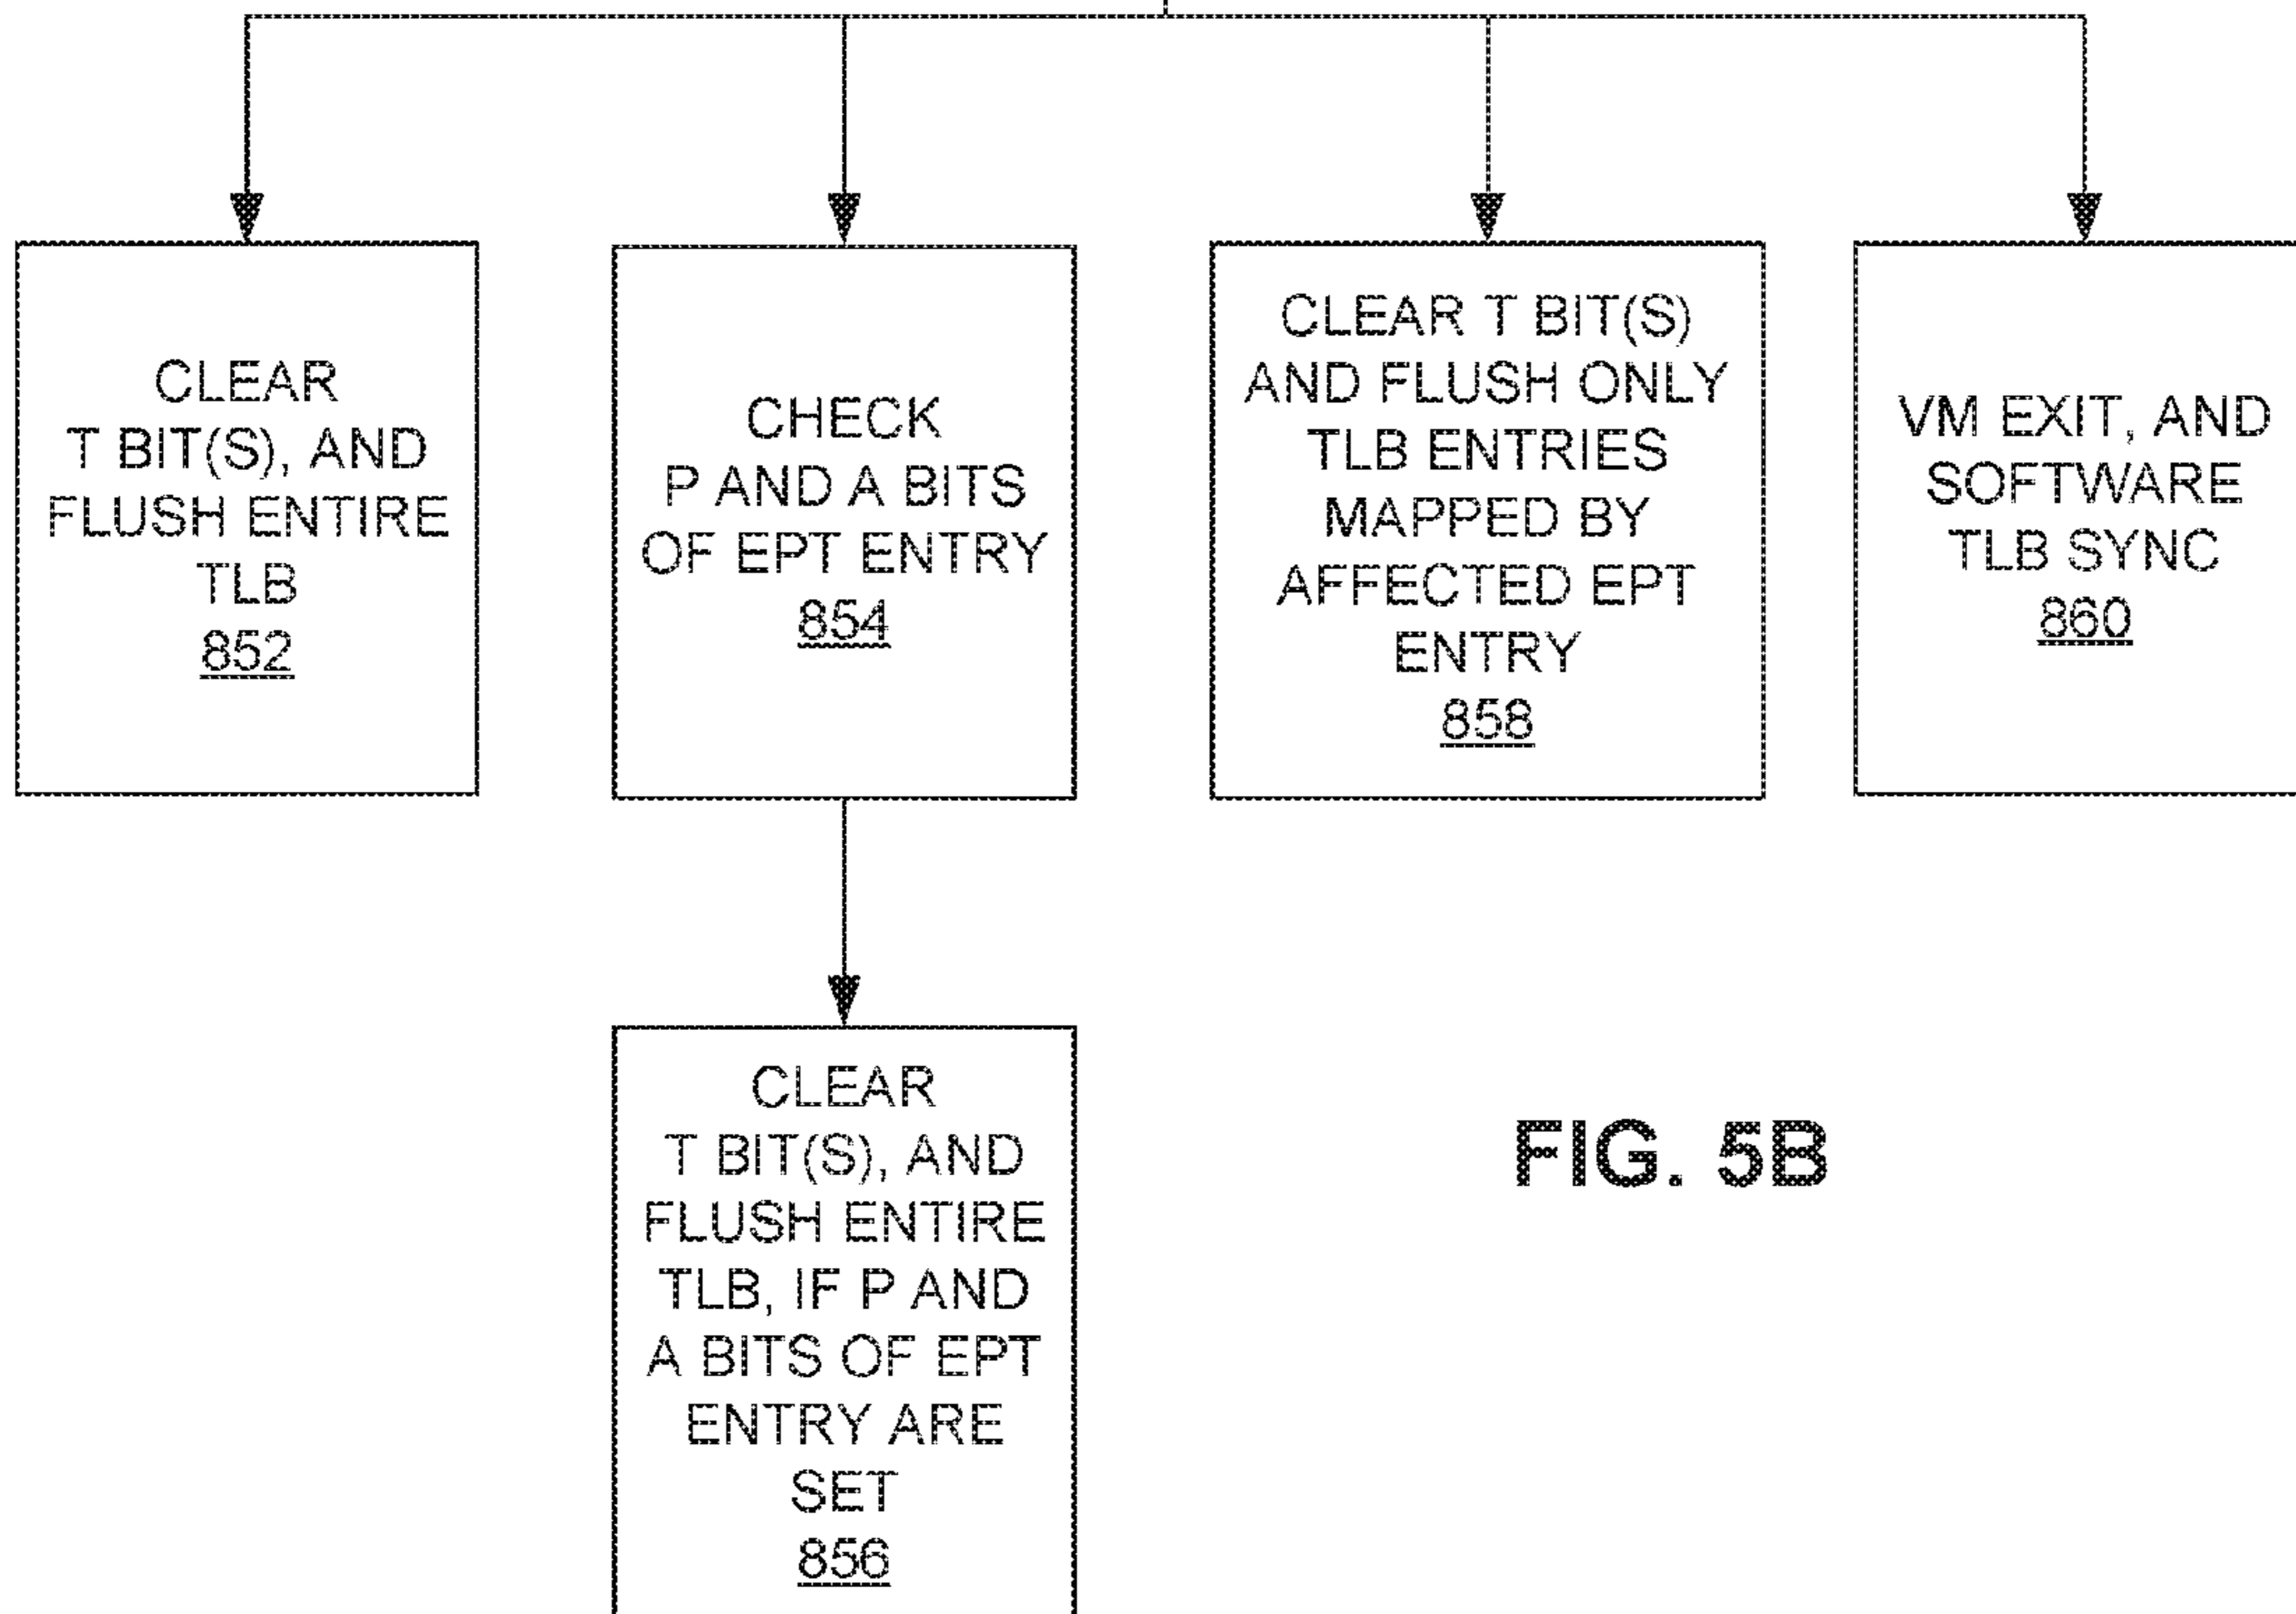 CLEAR
T BIT(S), AND
FLUSH ENTIRE
TLB
852
CHECK
P AND A BITS
OF EPT ENTRY
854
CLEAR T BIT(S)
AND FLUSH ONLY
TLB ENTRIES
MAPPED BY
AFFECTED EPT
ENTRY
858
VM EXIT, AND
SOFTWARE
TLB SYNC
860
CLEAR
T BIT(S), AND
FLUSH ENTIRE
TLB, IF P AND
A BITS OF EPT
ENTRY ARE
SET
856
FIG. 5B